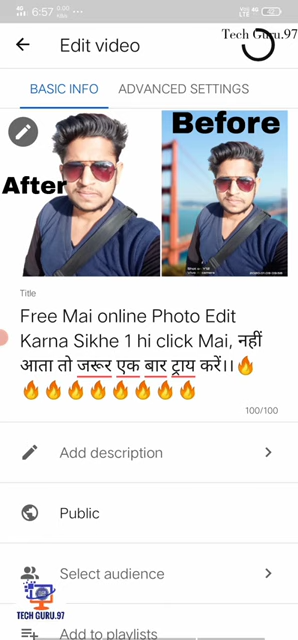 6:57
Tech Guru.97
Edit video
BASIC INFO
ADVANCED SETTINGS
After
Before
Title
Free Mai online Photo Edit
Karna Sikhe 1 hi click Mai, नहीं
आता तो जरूर एक बार ट्राय करें।।🔥
🔥🔥🔥🔥🔥🔥🔥🔥
100/100
Add description
Public
Select audience
TECH GURU.97
Add to playlists